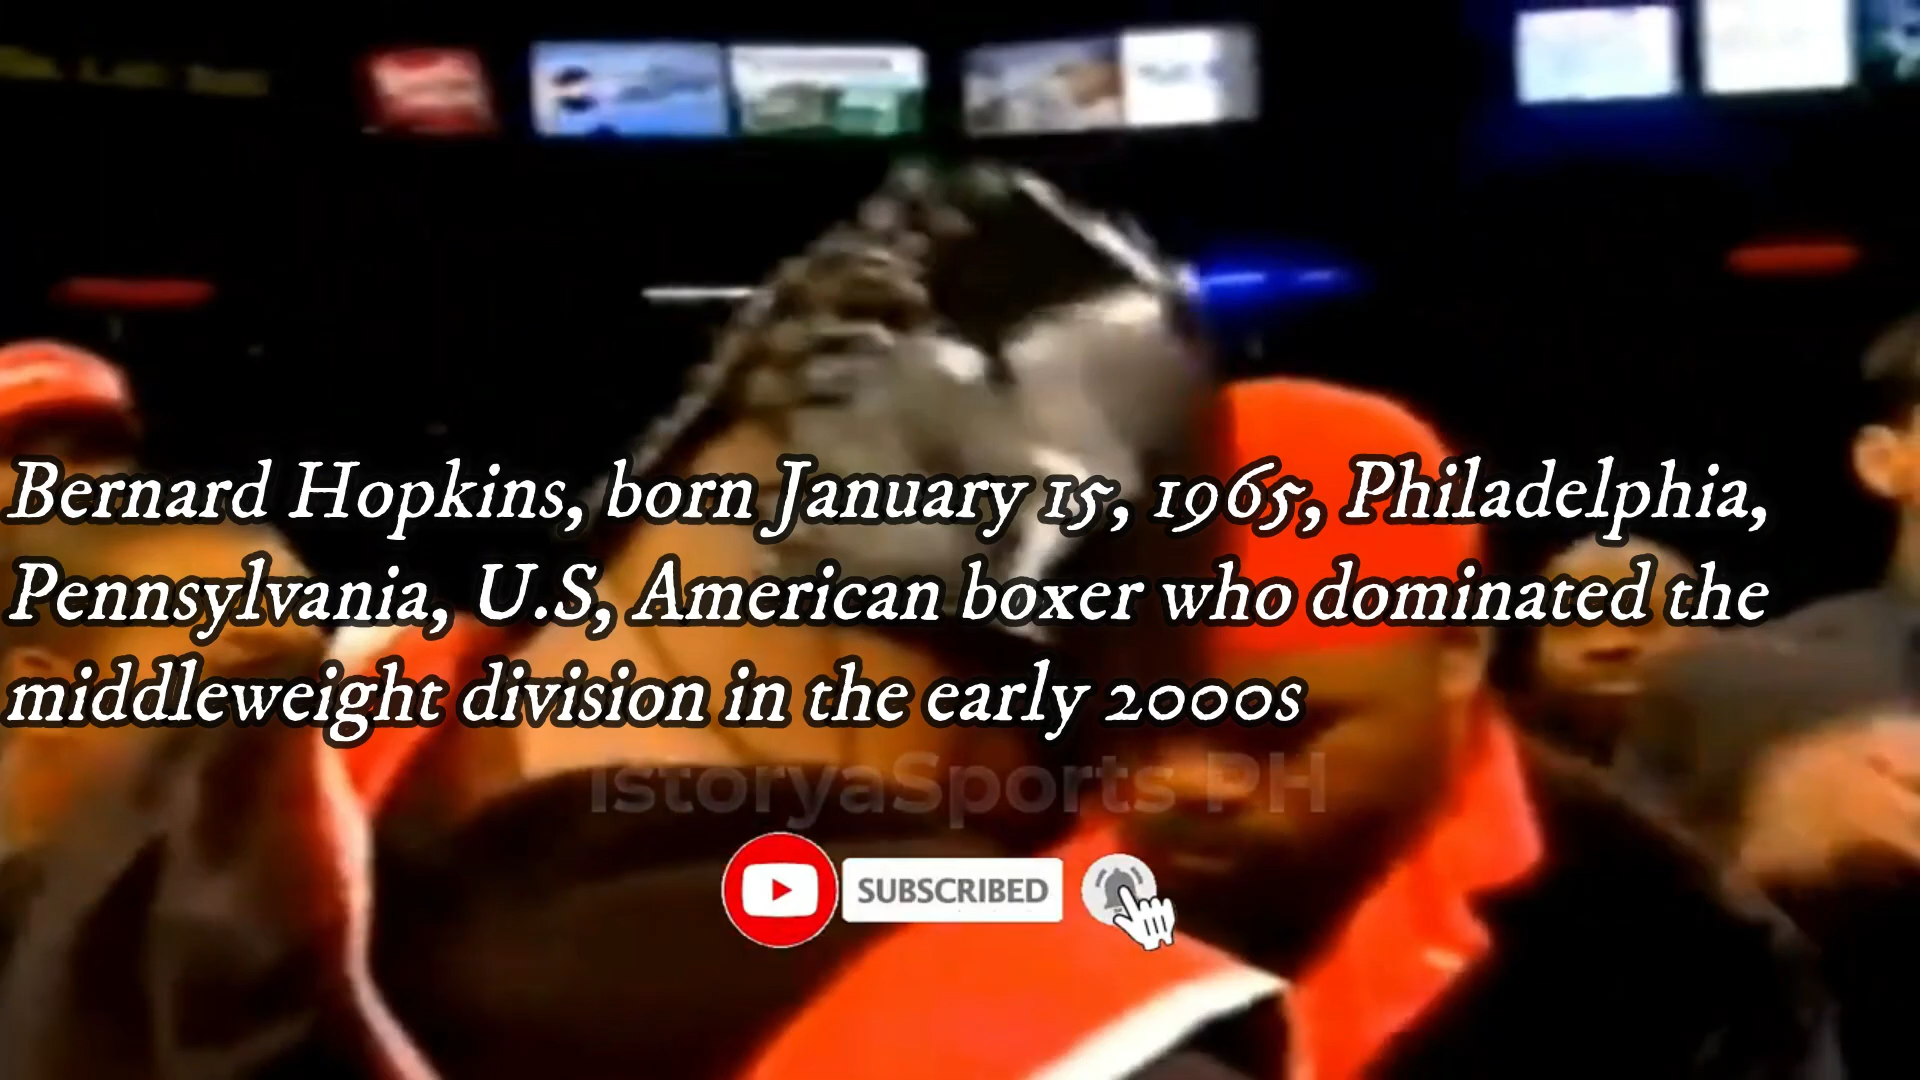 Bernard Hopkins, born January 15, 1965, Philadelphia,
Pennsylvania, U.S, American boxer who dominated the
middleweight division in the early 2000s
IstoryaSports PH
SUBSCRIBED